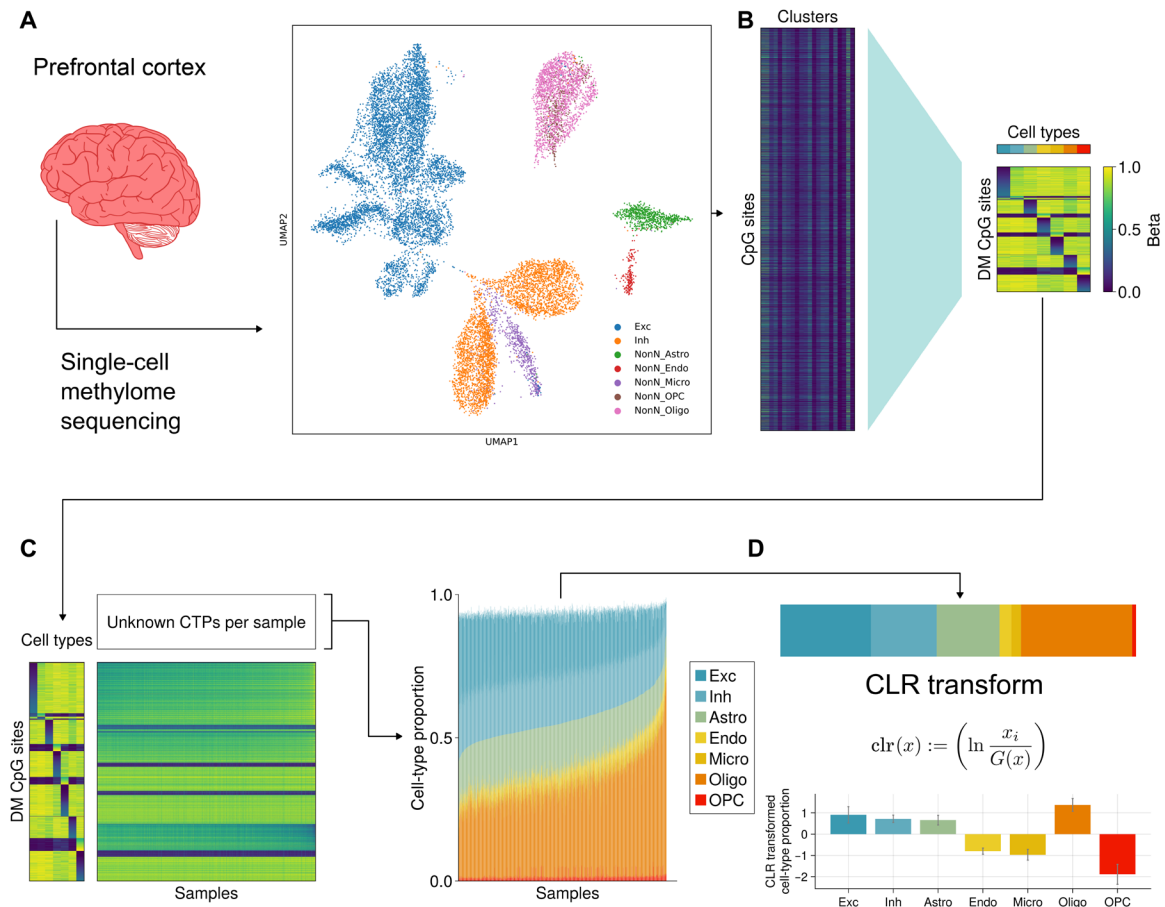 A
Prefrontal cortex
Single-cell
methylome
sequencing
UMAP2
UMAP1
Exc
Inh
NonN_Astro
NonN_Endo
NonN_Micro
NonN_OPC
NonN_Oligo
B
Clusters
CpG sites
Cell types
DM CpG sites
1.0
0.0
Beta
C
Unknown CTPs per sample
Cell types
DM CpG sites
Samples
1.0
0.5
0.0
Cell-type proportion
Samples
Exc
Inh
Astro
Endo
Micro
Oligo
OPC
D
CLR transform
clr(x) := (ln x_i / G(x))
CLR transformed
cell-type proportion
1
0
−1
−2
Exc Inh Astro Endo Micro Oligo OPC